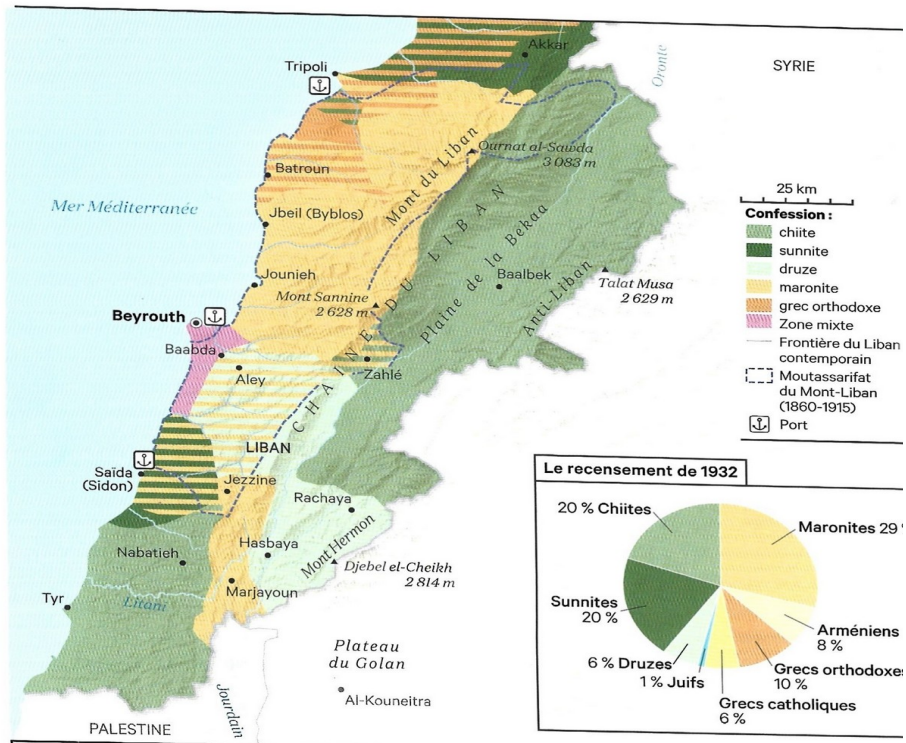 Akkar
Tripoli
SYRIE
Oronte
Ournat al-Sawda
3 083 m
Mont du Liban
Batroun
Mer Méditerranée
Jbeil (Byblos)
CHAINE DU LIBAN
Plaine de la Bekaa
Baalbek
Anti-Liban
Talat Musa
2 629 m
Jounieh
Mont Sannine
2 628 m
Beyrouth
Baabda
Aley
Zahlé
LIBAN
Saïda
(Sidon)
Jezzine
Rachaya
Nabatieh
Hasbaya
Mont Hermon
Djebel el-Cheikh
2 814 m
Tyr
Litani
Marjayoun
Plateau
du Golan
Al-Kouneitra
Jourdain
PALESTINE
25 km
Confession :
chiite
sunnite
druze
maronite
grec orthodoxe
Zone mixte
Frontière du Liban
contemporain
Moutassarifat
du Mont-Liban
(1860-1915)
Port
Le recensement de 1932
20 % Chiites
Maronites 29 %
Sunnites
20 %
Arméniens
8 %
6 % Druzes
1 % Juifs
Grecs orthodoxes
10 %
Grecs catholiques
6 %